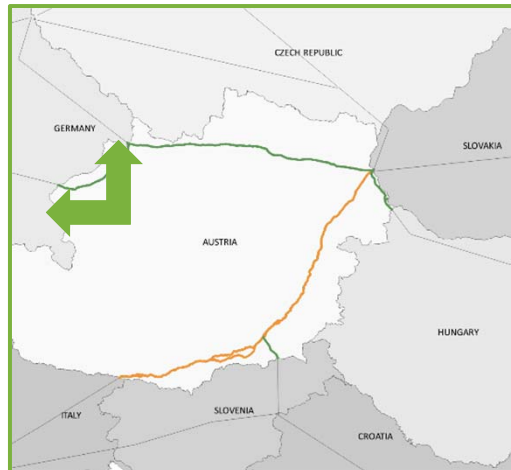 CZECH REPUBLIC
GERMANY
SLOVAKIA
AUSTRIA
HUNGARY
ITALY
SLOVENIA
CROATIA